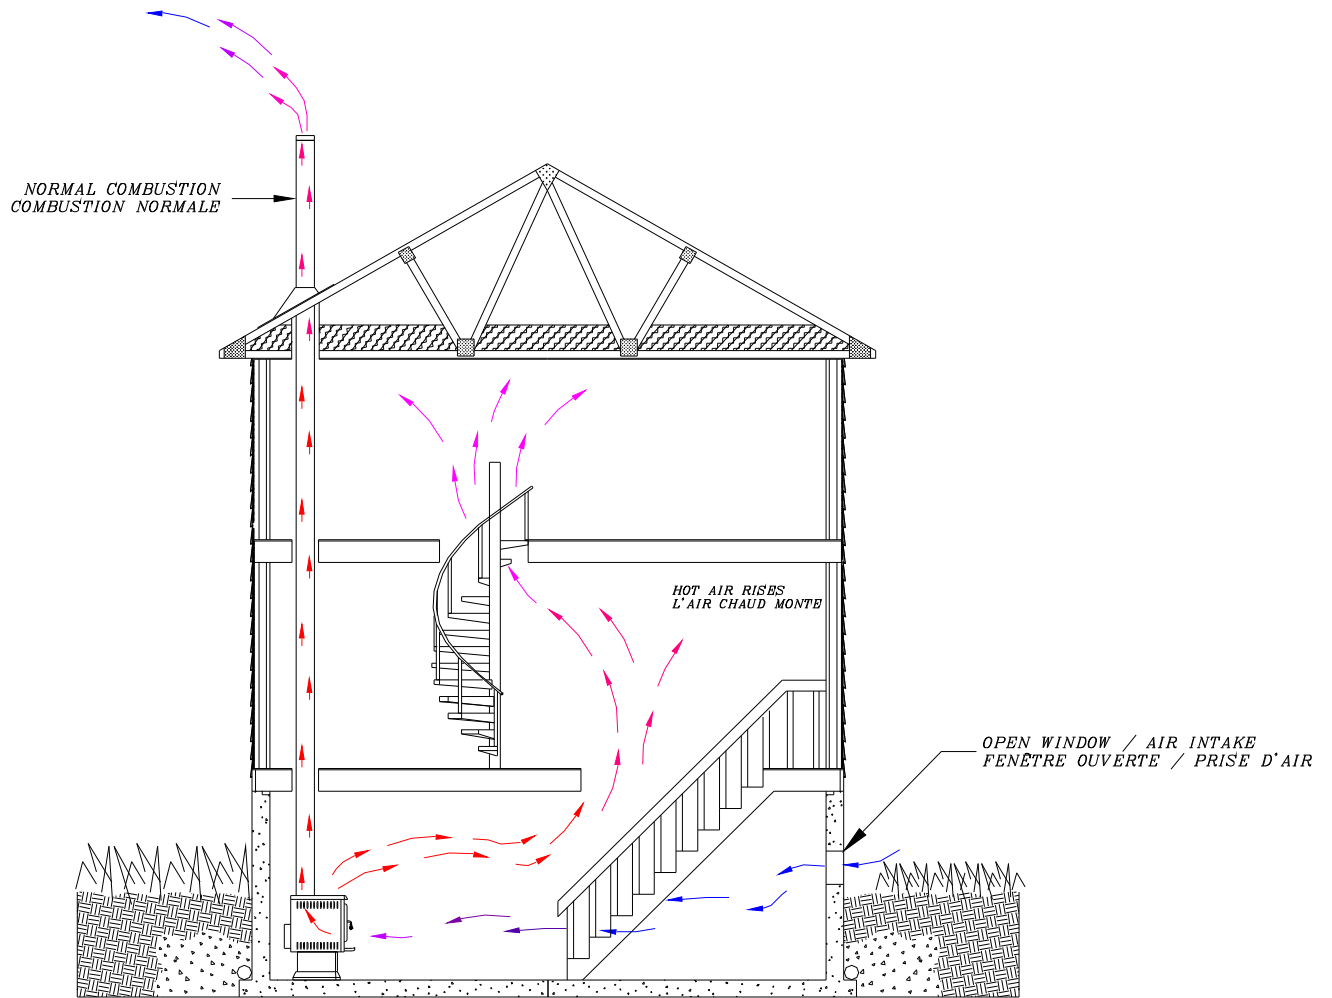 NORMAL COMBUSTION
COMBUSTION NORMALE
HOT AIR RISES
L'AIR CHAUD MONTE
OPEN WINDOW / AIR INTAKE
FENÊTRE OUVERTE / PRISE D'AIR